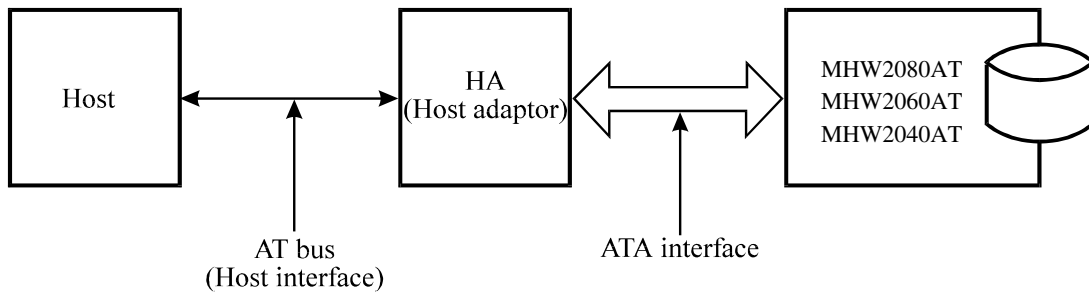 Host
HA
(Host adaptor)
MHW2080AT
MHW2060AT
MHW2040AT
AT bus
(Host interface)
ATA interface